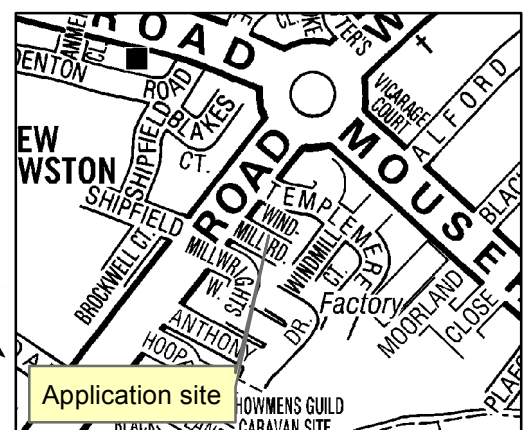 ROAD
DENTON
ROAD
SHIPFIELD
BLAKES
CT.
VICARAGE
COURT
ALFORD
EW
WSTON
SHIPFIELD
ROAD
MOUSE
TEMPLEMERE
WIND-
MILL RD.
WINDMILL
CT.
BROCKWELL CT.
MILLWRIGHTS
W.
Factory
MOORLAND
CLOSE
ANTHONY
DR.
Application site
HOWMENS GUILD
CARAVAN SITE